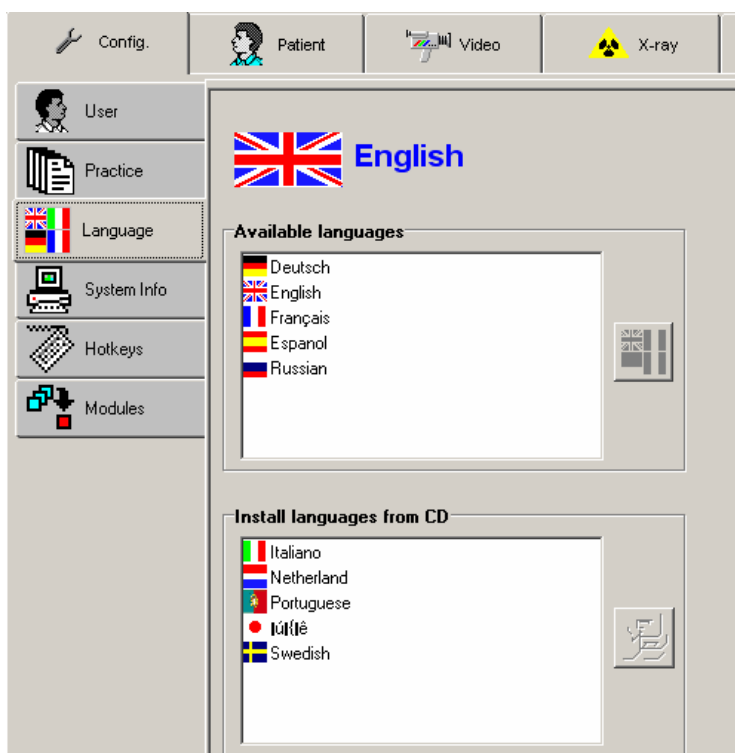 Config.
Patient
Video
X-ray
User
Practice
Language
System Info
Hotkeys
Modules
English
Available languages
Deutsch
English
Français
Espanol
Russian
Install languages from CD
Italiano
Netherland
Portuguese
Swedish